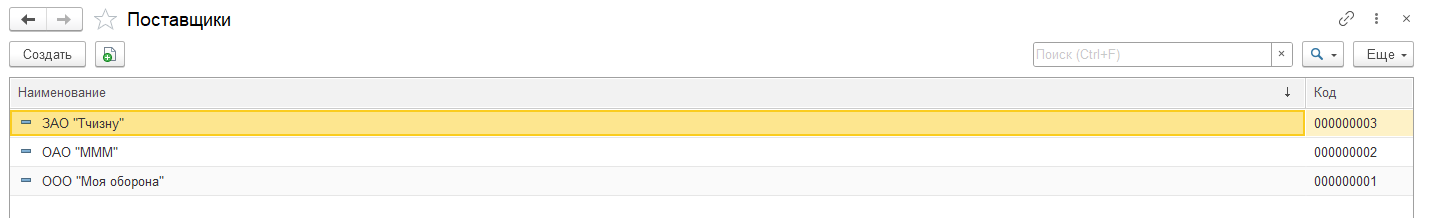 Поставщики
Создать
Поиск (Ctrl+F)
×
Еще
Наименование ↓ Код
ЗАО "Тчизну" 000000003
ОАО "МММ" 000000002
ООО "Моя оборона" 000000001